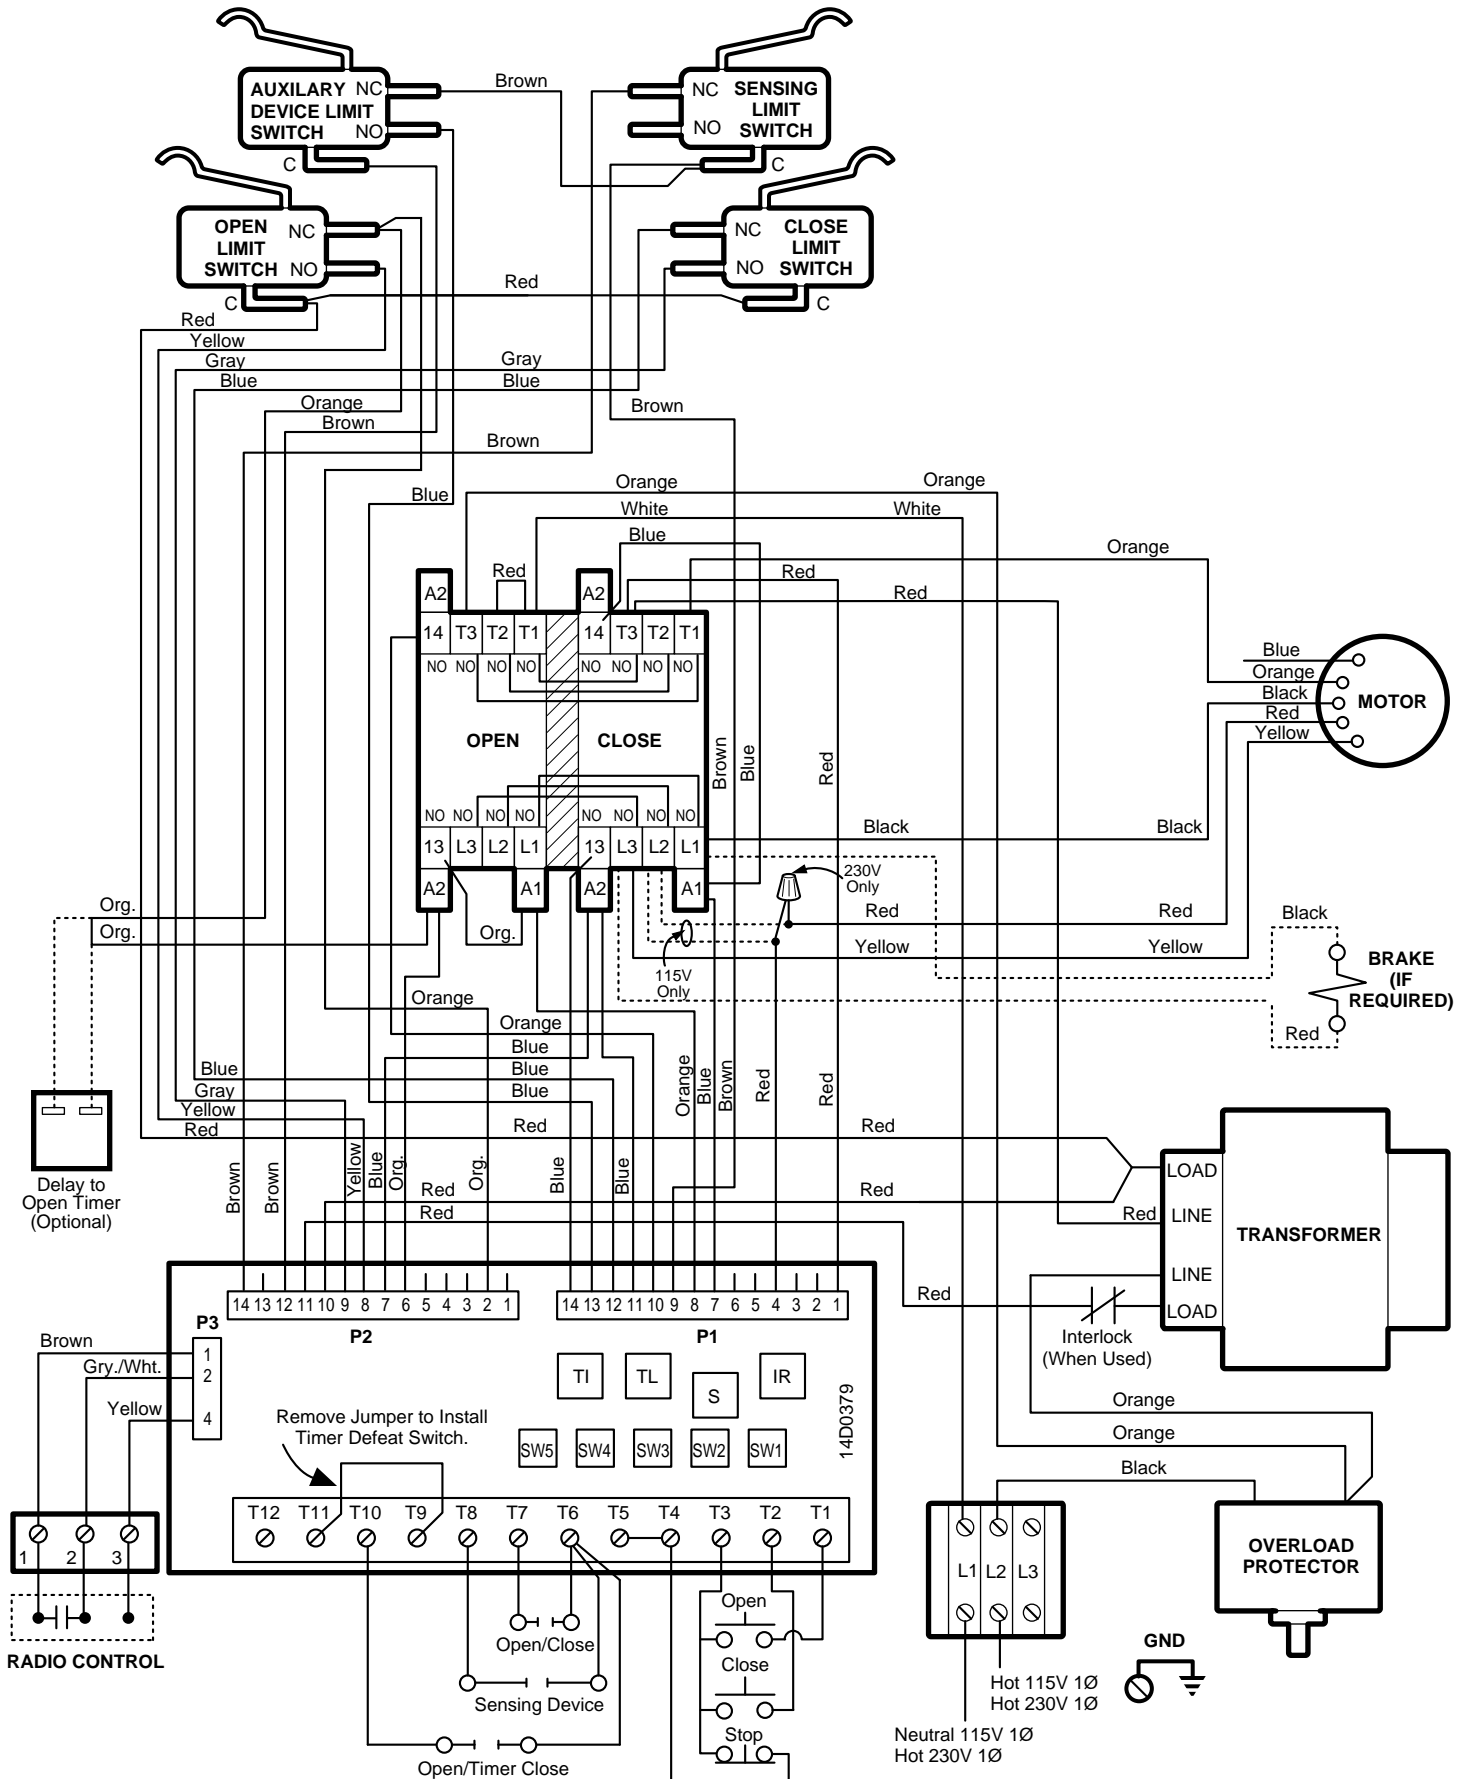 AUXILARY NC
DEVICE LIMIT
SWITCH NO
C
Brown
NC SENSING
LIMIT
NO SWITCH
C
OPEN NC
LIMIT
SWITCH NO
C
NC CLOSE
LIMIT
NO SWITCH
C
Red
Red
Yellow
Gray Gray
Blue Blue
Orange Brown
Brown
Brown
Blue
Orange Orange
White White
Blue
Orange
Red Red
Red
A2 A2
14 T3 T2 T1 14 T3 T2 T1
NO NO NO NO NO NO NO NO
OPEN CLOSE
Brown
Blue
Red
NO NO NO NO NO NO NO NO
13 L3 L2 L1 13 L3 L2 L1
A2 A1 A2 A1
Blue
Orange
Black
Red
Yellow
MOTOR
Black Black
230V
Only
Org.
Org.
Org.
Red Red
Yellow Yellow
115V
Only
Black
BRAKE
(IF
REQUIRED)
Red
Orange
Orange
Blue
Blue Blue
Gray Blue
Yellow
Red Red Red
Orange
Blue
Brown
Red
Red
Delay to
Open Timer
(Optional)
Brown
Brown
Yellow
Blue
Org.
Org.
Blue
Blue
Red Red
Red
LOAD
Red LINE
TRANSFORMER
LINE
LOAD
Red
Interlock
(When Used)
14 13 12 11 10 9 8 7 6 5 4 3 2 1
14 13 12 11 10 9 8 7 6 5 4 3 2 1
P3 P2 P1
Brown 1
Gry./Wht. 2
Yellow 4
TI TL S IR
SW5 SW4 SW3 SW2 SW1
14D0379
Remove Jumper to Install
Timer Defeat Switch.
T12 T11 T10 T9 T8 T7 T6 T5 T4 T3 T2 T1
Orange
Orange
Black
1 2 3
RADIO CONTROL
L1 L2 L3
OVERLOAD
PROTECTOR
Open/Close
Sensing Device
Open/Timer Close
Open
Close
Stop
GND
Hot 115V 1Ø
Hot 230V 1Ø
Neutral 115V 1Ø
Hot 230V 1Ø